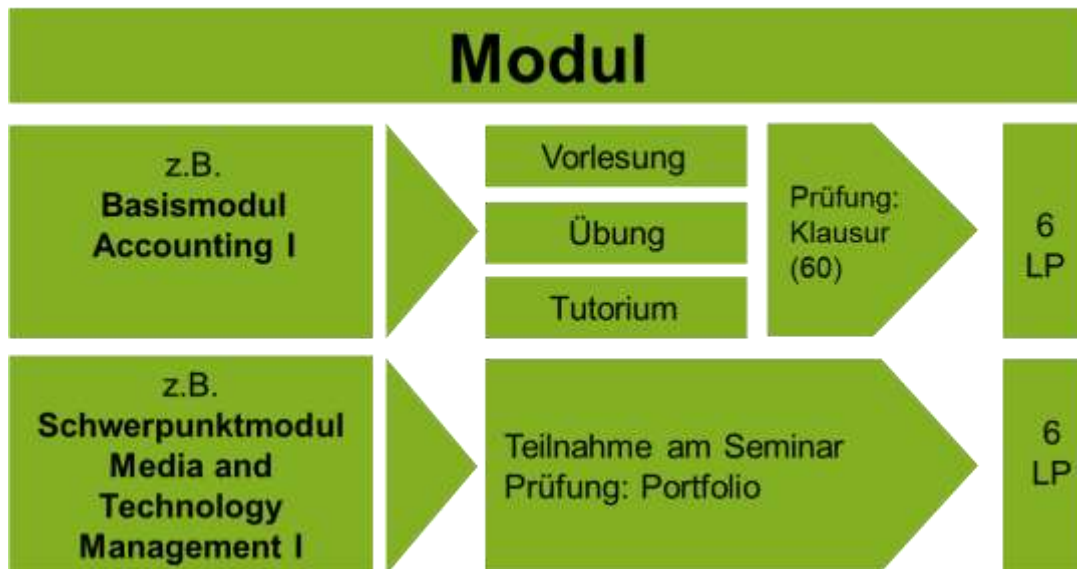 Modul
z.B.
Basismodul
Accounting I
Vorlesung
Übung
Tutorium
Prüfung:
Klausur
(60)
6
LP
z.B.
Schwerpunktmodul
Media and
Technology
Management I
Teilnahme am Seminar
Prüfung: Portfolio
6
LP